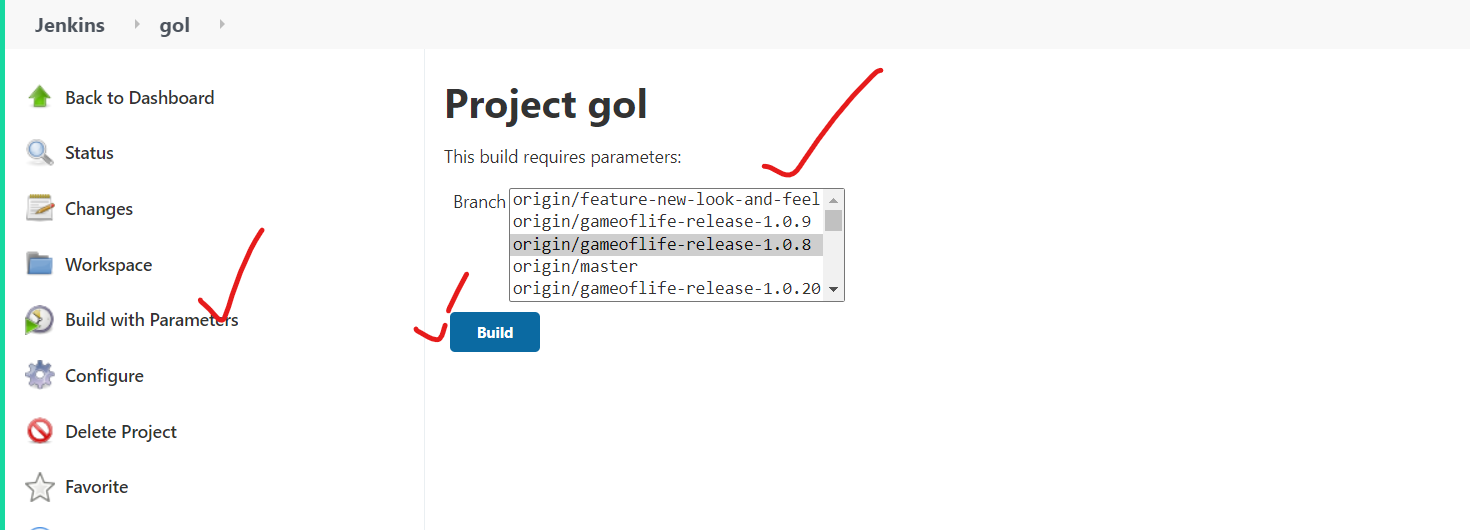 Jenkins gol
Back to Dashboard
Status
Changes
Workspace
Build with Parameters
Configure
Delete Project
Favorite
Project gol
This build requires parameters:
Branch
origin/feature-new-look-and-feel
origin/gameoflife-release-1.0.9
origin/gameoflife-release-1.0.8
origin/master
origin/gameoflife-release-1.0.20
Build